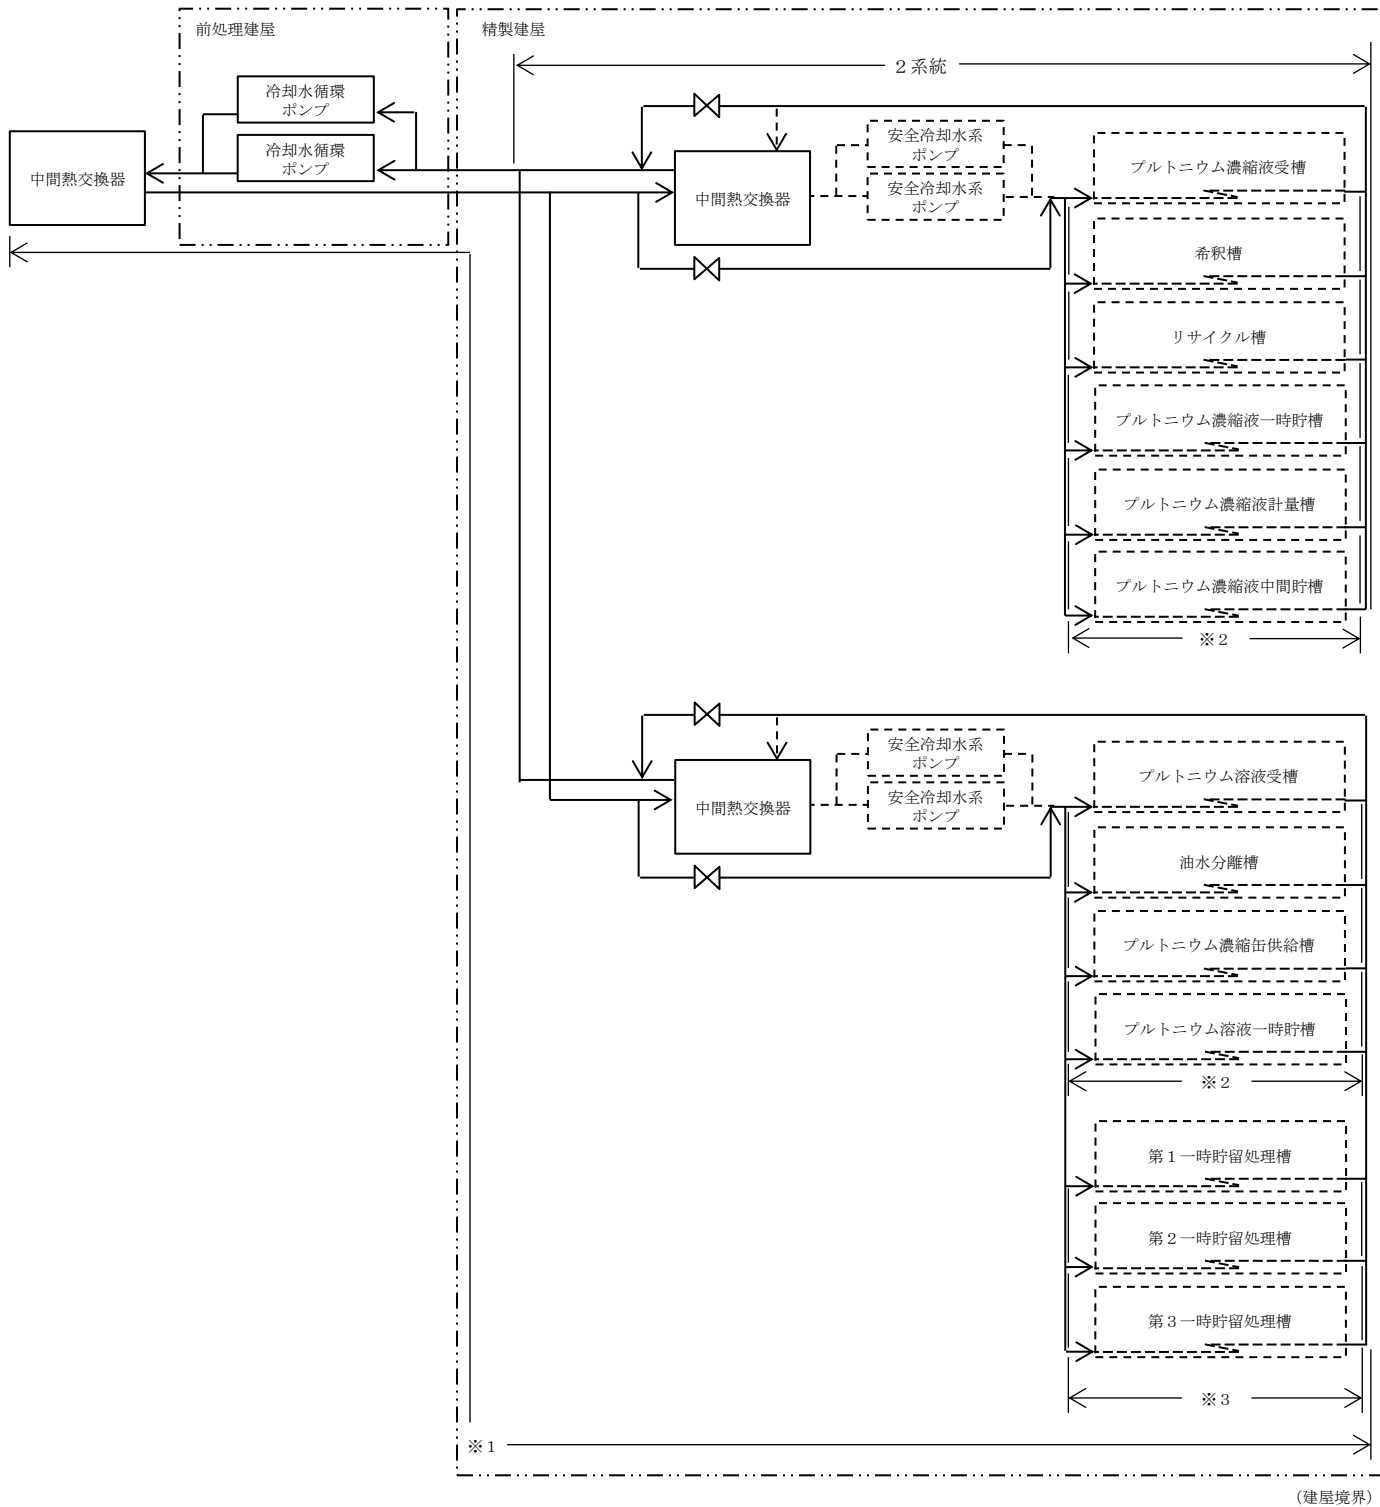 前処理建屋
精製建屋
２系統
冷却水循環
ポンプ
冷却水循環
ポンプ
中間熱交換器
中間熱交換器
安全冷却水系
ポンプ
安全冷却水系
ポンプ
プルトニウム濃縮液受槽
希釈槽
リサイクル槽
プルトニウム濃縮液一時貯槽
プルトニウム濃縮液計量槽
プルトニウム濃縮液中間貯槽
※２
中間熱交換器
安全冷却水系
ポンプ
安全冷却水系
ポンプ
プルトニウム溶液受槽
油水分離槽
プルトニウム濃縮缶供給槽
プルトニウム溶液一時貯槽
※２
第１一時貯留処理槽
第２一時貯留処理槽
第３一時貯留処理槽
※３
※１
（建屋境界）